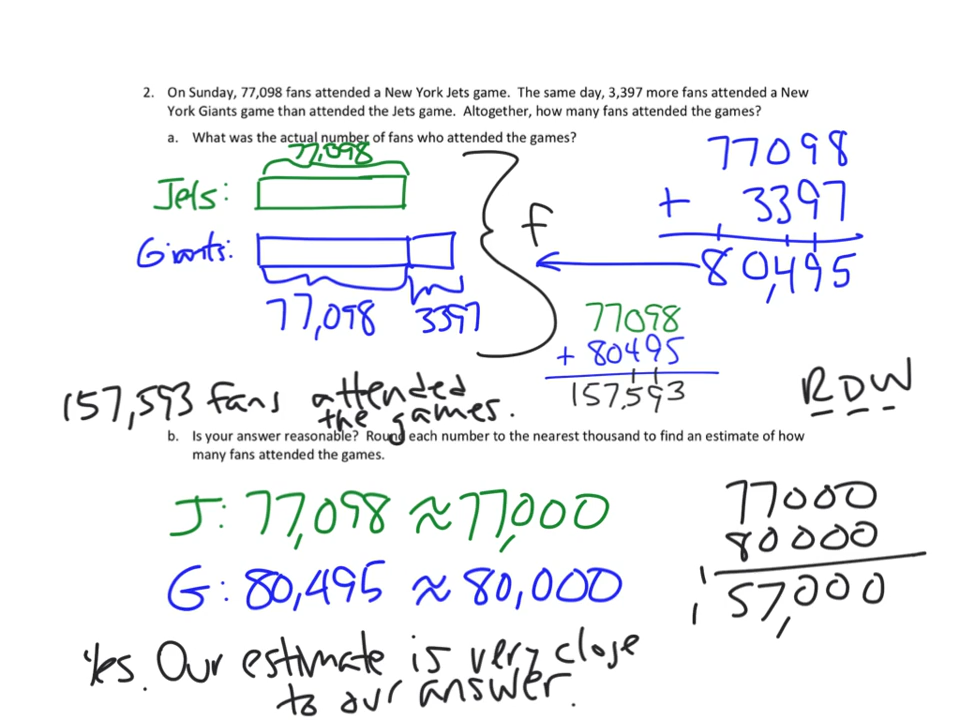 2. On Sunday, 77,098 fans attended a New York Jets game. The same day, 3,397 more fans attended a New
York Giants game than attended the Jets game. Altogether, how many fans attended the games?
a. What was the actual number of fans who attended the games?
77,098
Jets:
Giants:
77,098 3397
f
77098
+ 3397
80,495
77098
+ 80495
157,593
157,593 fans attended
the games.
RDW
b. Is your answer reasonable? Round each number to the nearest thousand to find an estimate of how
many fans attended the games.
J: 77,098 ≈ 77,000
G: 80,495 ≈ 80,000
77000
80000
1
157,000
Yes. Our estimate is very close
to our answer.